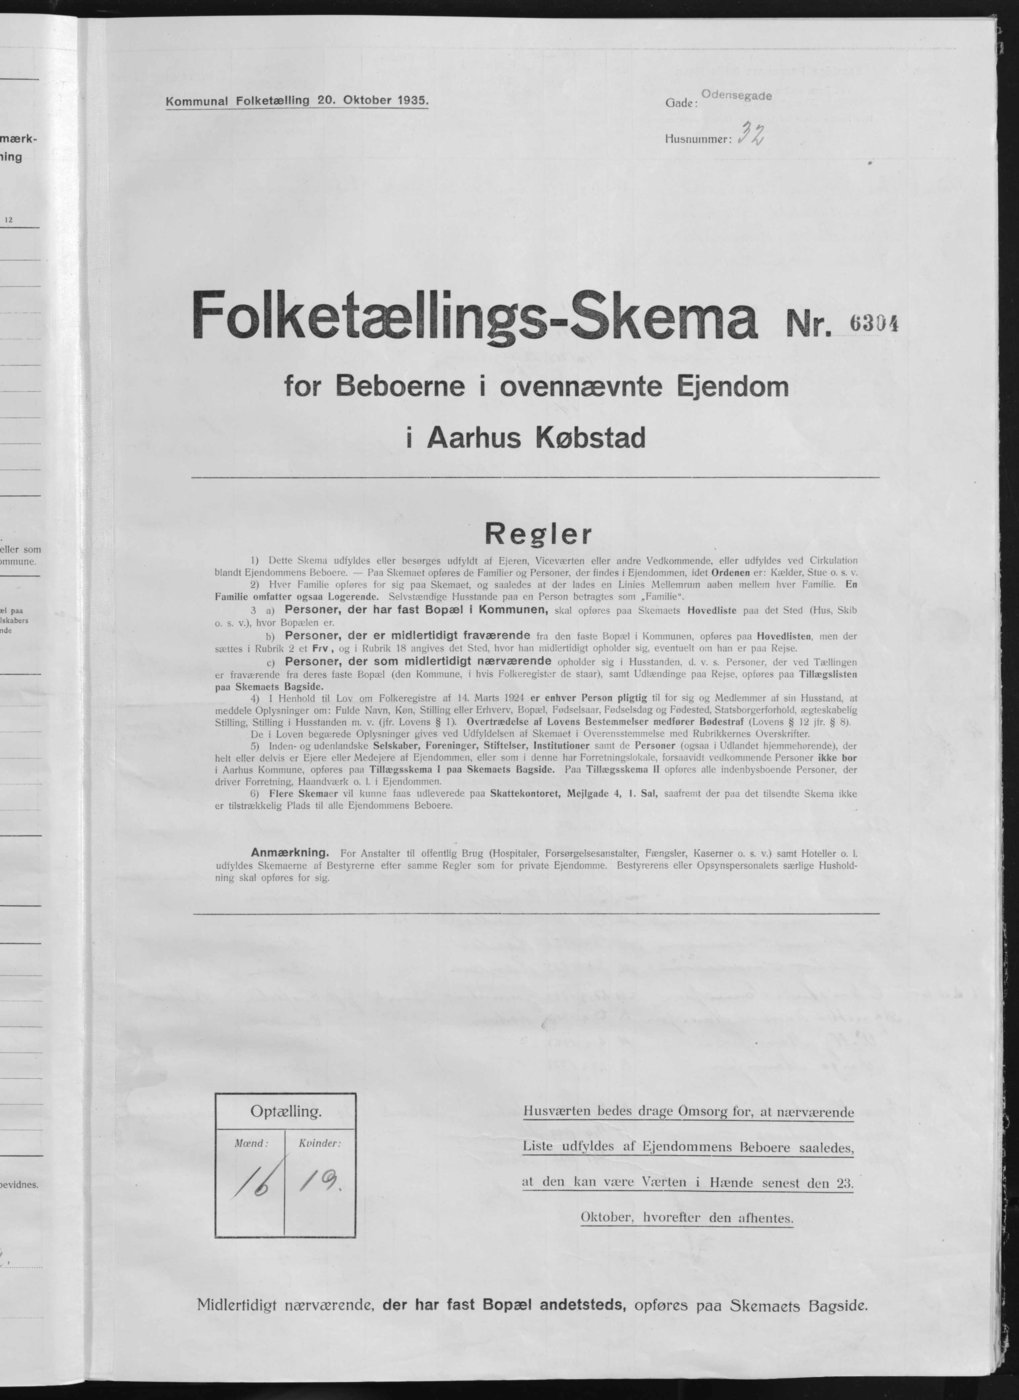 mærk-
ning
12
eller som
ommune.
el paa
lskabers
nde
evidnes.
Kommunal Folketælling 20. Oktober 1935.
Gade: Odensegade
Husnummer: 32
Folketællings-Skema Nr. 6304
for Beboerne i ovennævnte Ejendom
i Aarhus Købstad
Regler
1) Dette Skema udfyldes eller besørges udfyldt af Ejeren, Viceværten eller andre Vedkommende, eller udfyldes ved Cirkulation
blandt Ejendommens Beboere. — Paa Skemaet opføres de Familier og Personer, der findes i Ejendommen, idet Ordenen er: Kælder, Stue o. s. v.
2) Hver Familie opføres for sig paa Skemaet, og saaledes at der lades en Linies Mellemrum aaben mellem hver Familie. En
Familie omfatter ogsaa Logerende. Selvstændige Husstande paa en Person betragtes som „Familie“.
3 a) Personer, der har fast Bopæl i Kommunen, skal opføres paa Skemaets Hovedliste paa det Sted (Hus, Skib
o. s. v.), hvor Bopælen er.
b) Personer, der er midlertidigt fraværende fra den faste Bopæl i Kommunen, opføres paa Hovedlisten, men der
sættes i Rubrik 2 et Frv., og i Rubrik 18 angives det Sted, hvor han midlertidigt opholder sig, eventuelt om han er paa Rejse.
c) Personer, der som midlertidigt nærværende opholder sig i Husstanden, d. v. s. Personer, der ved Tællingen
er fraværende fra deres faste Bopæl (den Kommune, i hvis Folkeregister de staar), samt Udlændinge paa Rejse, opføres paa Tillægslisten
paa Skemaets Bagside.
4) I Henhold til Lov om Folkeregistre af 14. Marts 1924 er enhver Person pligtig til for sig og Medlemmer af sin Husstand, at
meddele Oplysninger om: Fulde Navn, Køn, Stilling eller Erhverv, Bopæl, Fødselsaar, Fødselsdag og Fødested, Statsborgerforhold, ægteskabelig
Stilling, Stilling i Husstanden m. v. (jfr. Lovens § 1). Overtrædelse af Lovens Bestemmelser medfører Bødestraf (Lovens § 12 jfr. § 8).
De i Loven begærede Oplysninger gives ved Udfyldelsen af Skemaet i Overensstemmelse med Rubrikkernes Overskrifter.
5) Inden- og udenlandske Selskaber, Foreninger, Stiftelser, Institutioner samt de Personer (ogsaa i Udlandet hjemmehørende), der
helt eller delvis er Ejere eller Medejere af Ejendommen, eller som i denne har Forretningslokale, forsaavidt vedkommende Personer ikke bor
i Aarhus Kommune, opføres paa Tillægsskema I paa Skemaets Bagside. Paa Tillægsskema II opføres alle indenbysboende Personer, der
driver Forretning, Haandværk o. l. i Ejendommen.
6) Flere Skemaer vil kunne faas udleverede paa Skattekontoret, Mejlgade 4, 1. Sal, saafremt der paa det tilsendte Skema ikke
er tilstrækkelig Plads til alle Ejendommens Beboere.
Anmærkning. For Anstalter til offentlig Brug (Hospitaler, Forsørgelsesanstalter, Fængsler, Kaserner o. s. v.) samt Hoteller o. l.
udfyldes Skemaerne af Bestyrerne efter samme Regler som for private Ejendomme. Bestyrerens eller Opsynspersonalets særlige Hushold-
ning skal opføres for sig.
Optælling.
Mænd: Kvinder:
16 19.
Husværten bedes drage Omsorg for, at nærværende
Liste udfyldes af Ejendommens Beboere saaledes,
at den kan være Værten i Hænde senest den 23.
Oktober, hvorefter den afhentes.
Midlertidigt nærværende, der har fast Bopæl andetsteds, opføres paa Skemaets Bagside.